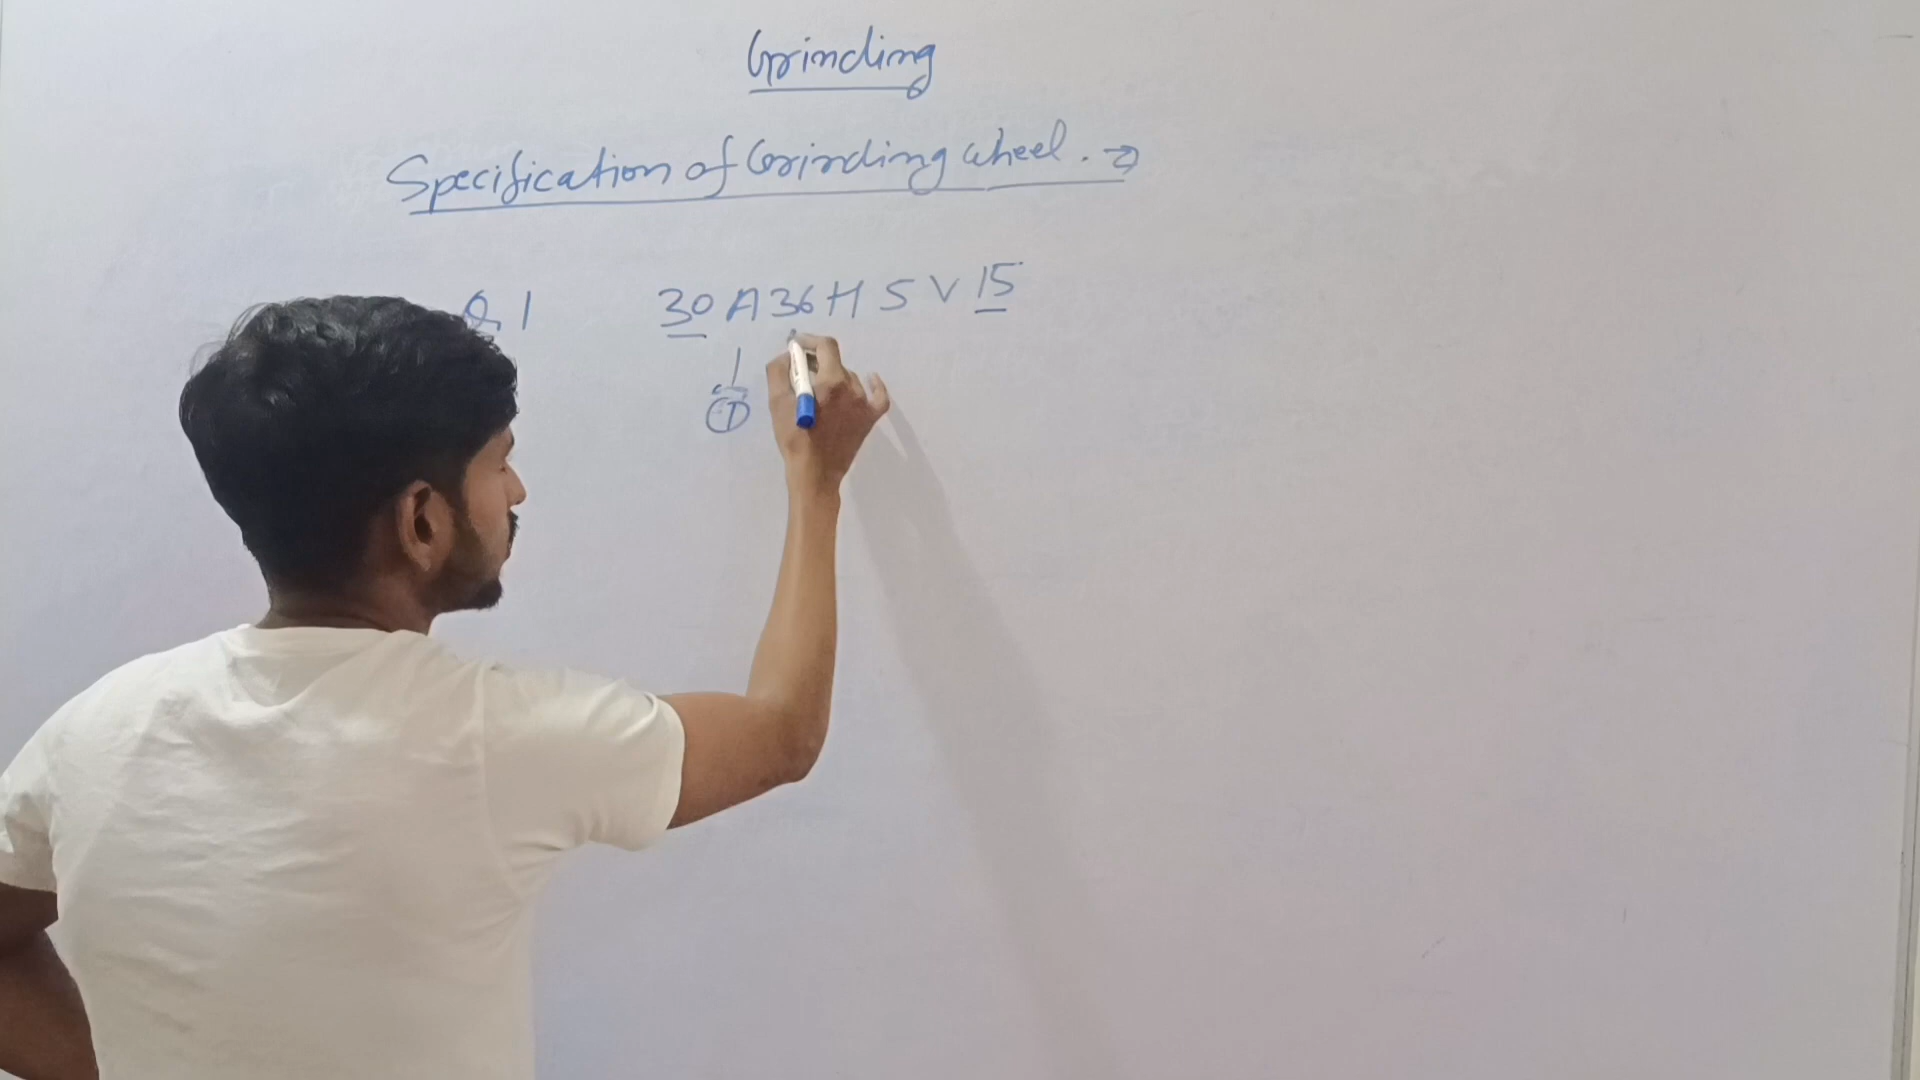 Grinding
Specification of Grinding wheel. →
Q. 1 30 A 36 H 5 V 15
1